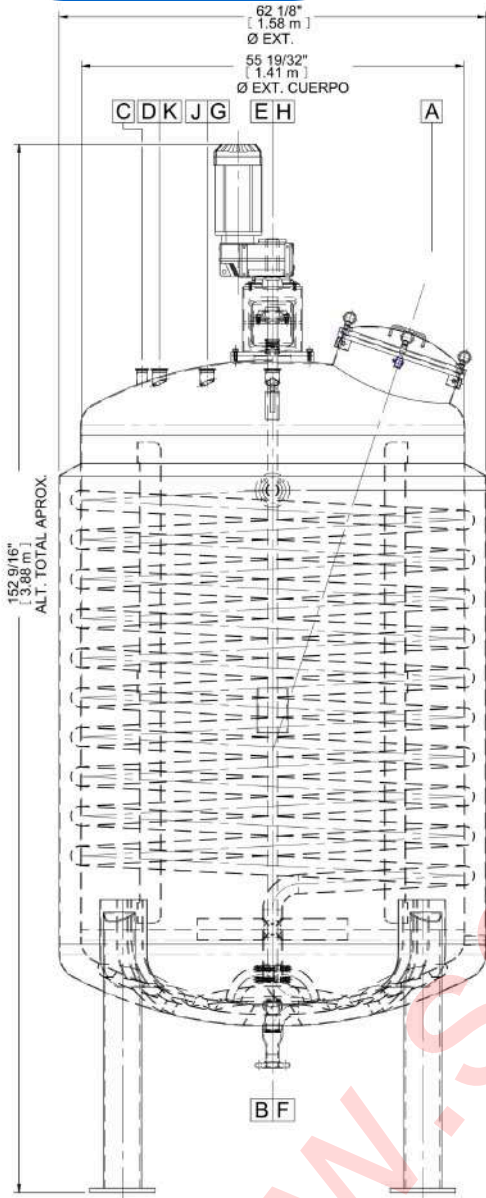 62 1/8"
[ 1.58 m ]
Ø EXT.
55 19/32"
[ 1.41 m ]
Ø EXT. CUERPO
C D K J G E H A
152 9/16"
[ 3.88 m ]
ALT. TOTAL APROX.
B F